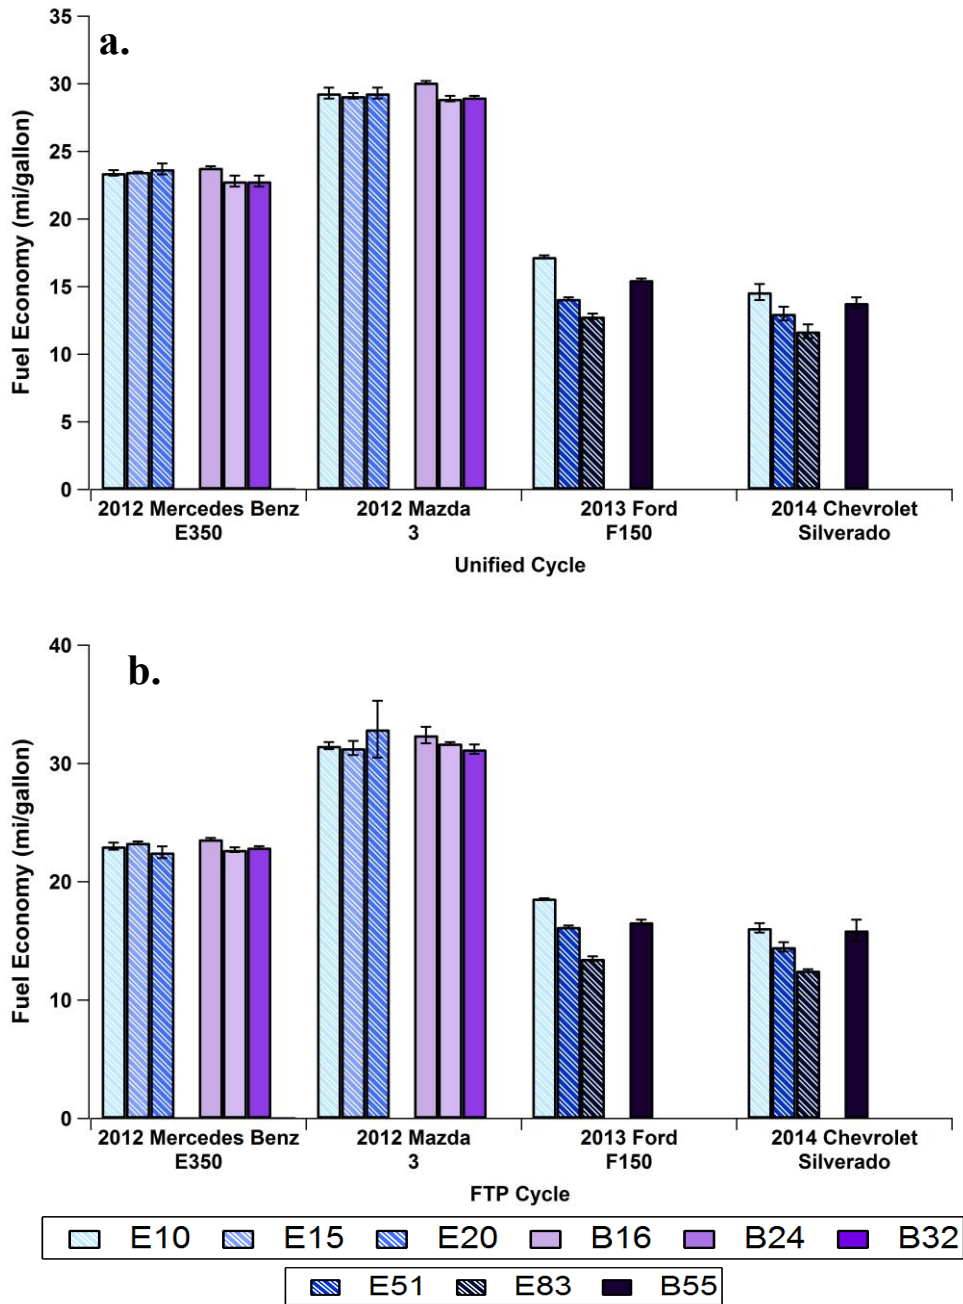 a.
35
30
25
20
15
10
5
0
Fuel Economy (mi/gallon)
2012 Mercedes Benz 2012 Mazda 2013 Ford 2014 Chevrolet
E350 3 F150 Silverado
Unified Cycle
b.
40
30
20
10
0
Fuel Economy (mi/gallon)
2012 Mercedes Benz 2012 Mazda 2013 Ford 2014 Chevrolet
E350 3 F150 Silverado
FTP Cycle
E10 E15 E20 B16 B24 B32
E51 E83 B55